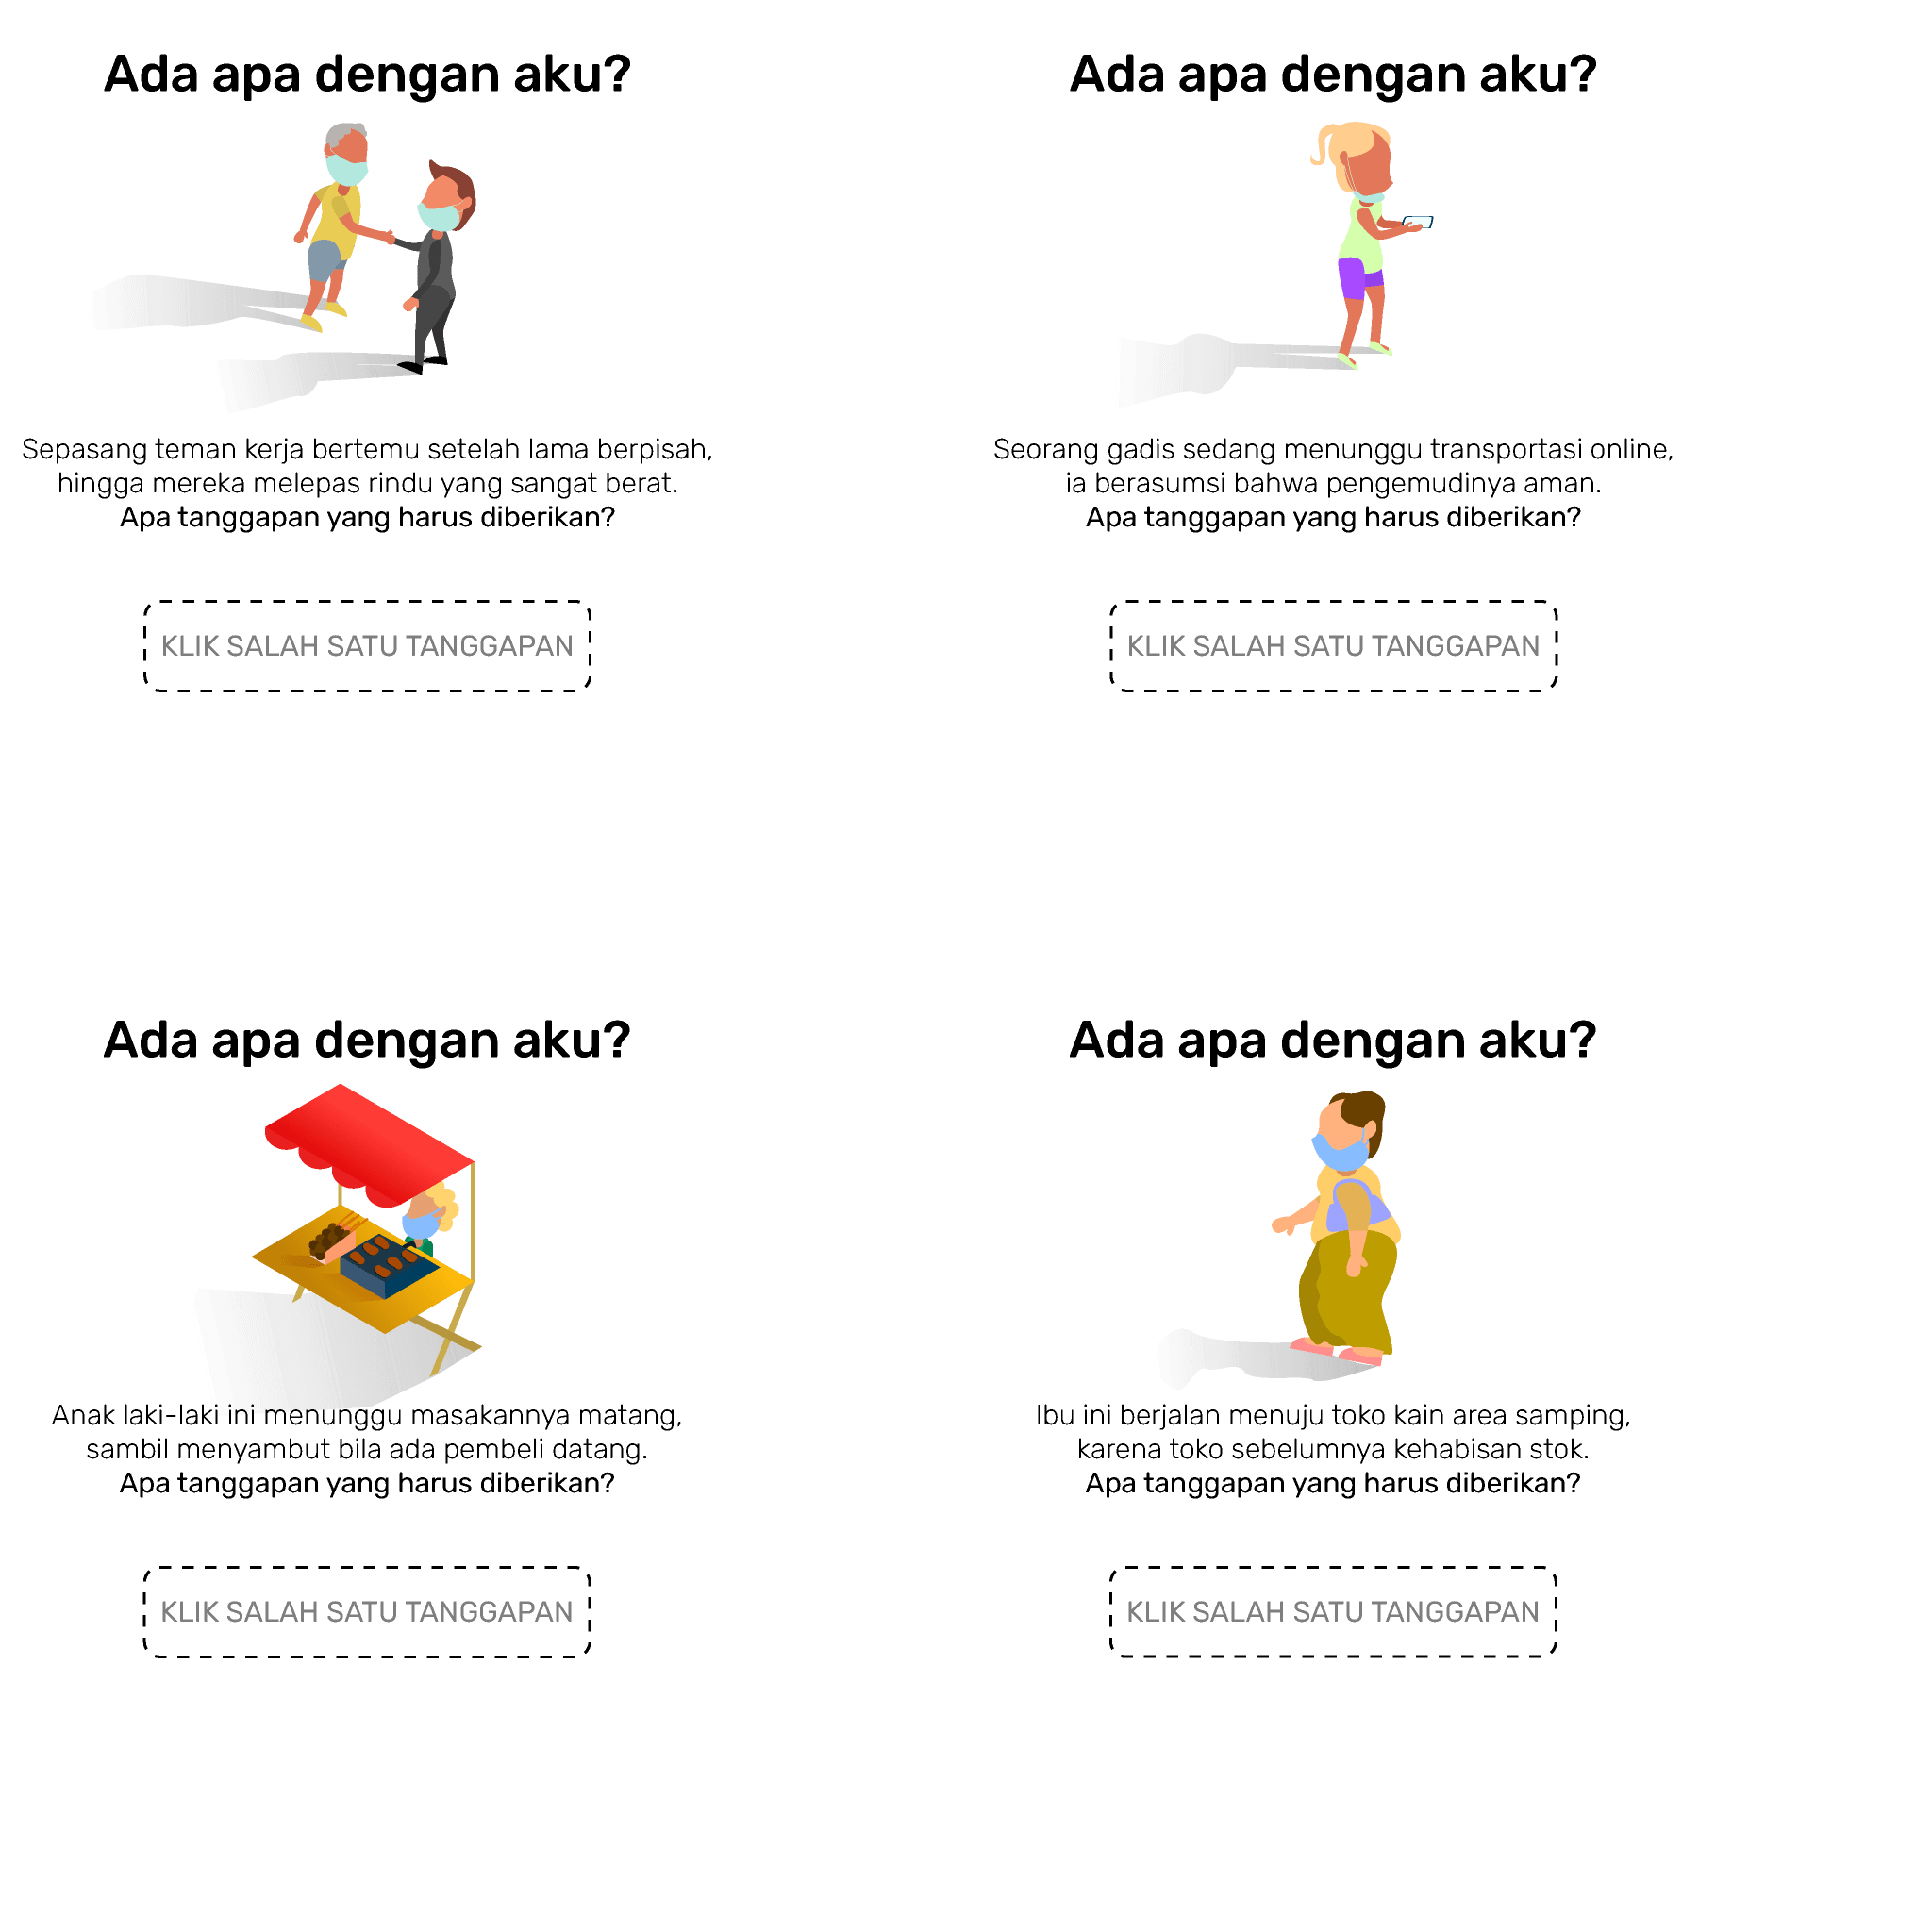 Ada apa dengan aku?
Sepasang teman kerja bertemu setelah lama berpisah,
hingga mereka melepas rindu yang sangat berat.
Apa tanggapan yang harus diberikan?
KLIK SALAH SATU TANGGAPAN
Ada apa dengan aku?
Seorang gadis sedang menunggu transportasi online,
ia berasumsi bahwa pengemudinya aman.
Apa tanggapan yang harus diberikan?
KLIK SALAH SATU TANGGAPAN
Ada apa dengan aku?
Anak laki-laki ini menunggu masakannya matang,
sambil menyambut bila ada pembeli datang.
Apa tanggapan yang harus diberikan?
KLIK SALAH SATU TANGGAPAN
Ada apa dengan aku?
Ibu ini berjalan menuju toko kain area samping,
karena toko sebelumnya kehabisan stok.
Apa tanggapan yang harus diberikan?
KLIK SALAH SATU TANGGAPAN